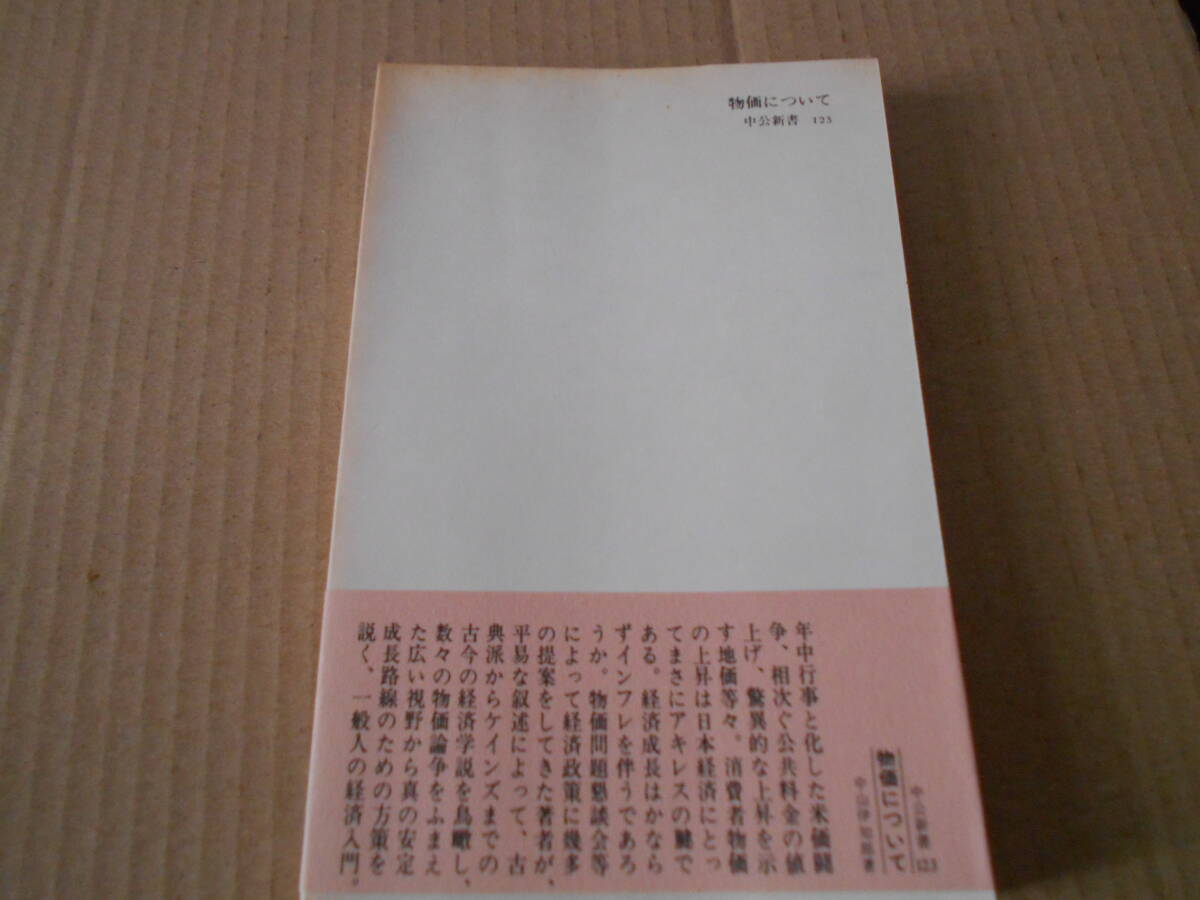 物価について
中公新書 123
中公新書 123
物価について
中山伊知郎著
年中行事と化した米価闘
争、相次ぐ公共料金の値
上げ、驚異的な上昇を示
す地価等々。消費者物価
の上昇は日本経済にとっ
てまさにアキレスの腱で
ある。経済成長はかなら
ずインフレを伴うであろ
うか。物価問題懇談会等
によって経済政策に幾多
の提案をしてきた著者が、
平易な叙述によって、古
典派からケインズまでの
古今の経済学説を鳥瞰し、
数々の物価論争をふまえ
た広い視野から真の安定
成長路線のための方策を
説く、一般人の経済入門。